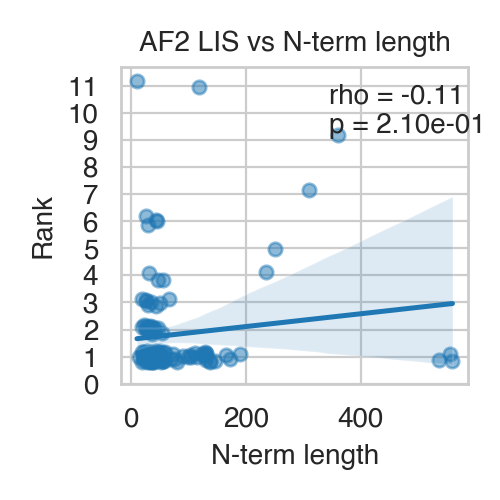 AF2 LIS vs N-term length
rho = -0.11
p = 2.10e-01
Rank
11
10
9
8
7
6
5
4
3
2
1
0
0 200 400
N-term length